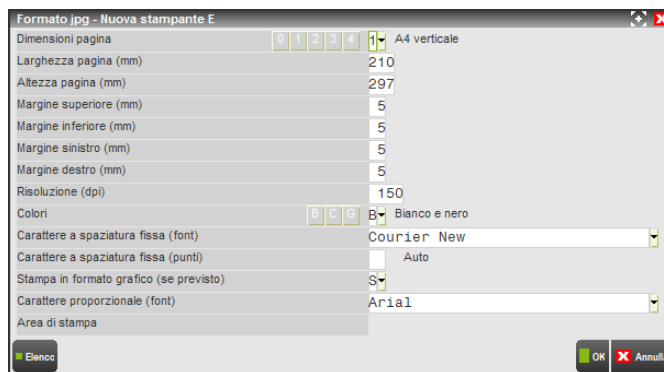 Formato jpg - Nuova stampante E
Dimensioni pagina 0 1 2 3 4 1 A4 verticale
Larghezza pagina (mm) 210
Altezza pagina (mm) 297
Margine superiore (mm) 5
Margine inferiore (mm) 5
Margine sinistro (mm) 5
Margine destro (mm) 5
Risoluzione (dpi) 150
Colori B C G B Bianco e nero
Carattere a spaziatura fissa (font) Courier New
Carattere a spaziatura fissa (punti) Auto
Stampa in formato grafico (se previsto) S
Carattere proporzionale (font) Arial
Area di stampa
Elenco OK X Annull